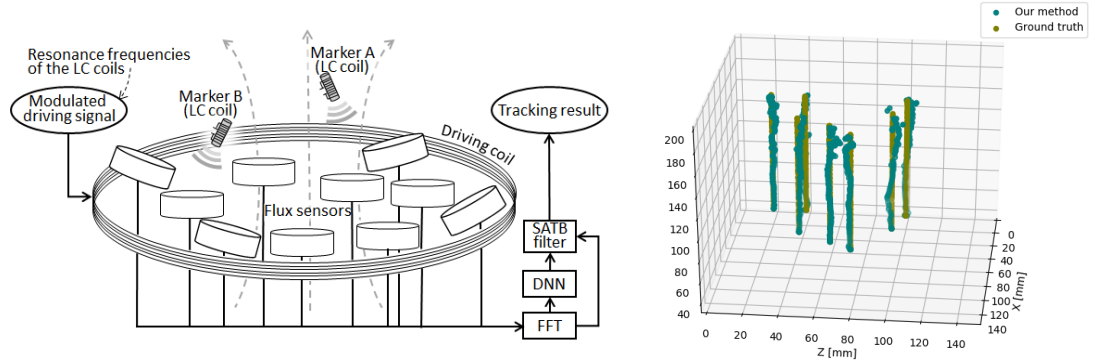 Resonance frequencies
of the LC coils
Modulated
driving signal
Marker B
(LC coil)
Marker A
(LC coil)
Driving coil
Flux sensors
Tracking result
SATB
filter
DNN
FFT
Our method
Ground truth
200
180
160
140
120
100
80
60
40
0
20
40
60
80
100
120
140
Z [mm]
0
20
40
60
80
100
120
140
X [mm]